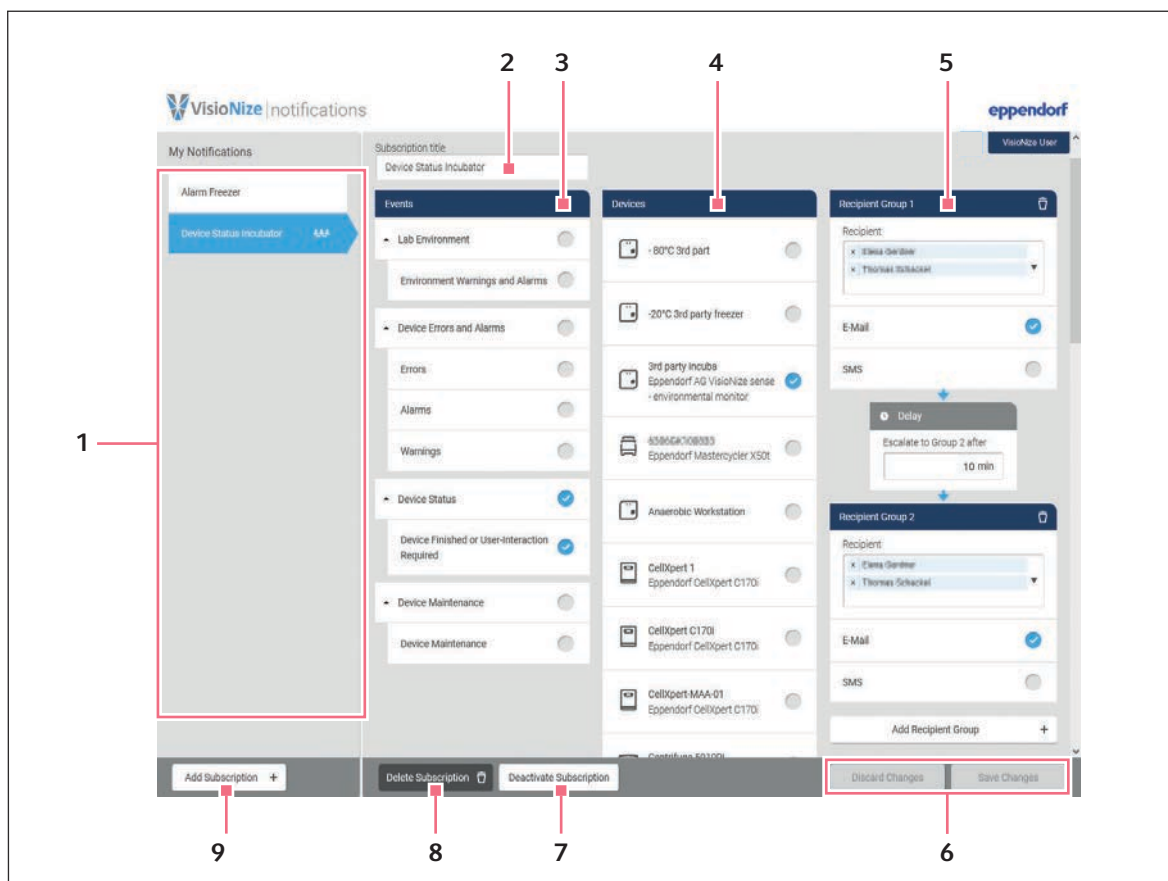 2
3
4
5
VisioNize | notifications
eppendorf
VisioNize User
My Notifications
Alarm Freezer
Device Status Incubator
Subscription title
Device Status Incubator
Events
Lab Environment
Environment Warnings and Alarms
Device Errors and Alarms
Errors
Alarms
Warnings
Device Status
Device Finished or User-Interaction
Required
Device Maintenance
Device Maintenance
Devices
- 80°C 3rd part
-20°C 3rd party freezer
3rd party Incuba
Eppendorf AG VisioNize sense
- environmental monitor
Eppendorf Mastercycler X50t
Anaerobic Workstation
CellXpert 1
Eppendorf CellXpert C170i
CellXpert C170i
Eppendorf CellXpert C170i
CellXpert-MAA-01
Eppendorf CellXpert C170i
Recipient Group 1
Recipient
× Elena
× Thomas
E-Mail
SMS
Delay
Escalate to Group 2 after
10 min
Recipient Group 2
Recipient
× Elena
× Thomas
E-Mail
SMS
Add Recipient Group +
1
Add Subscription +
Delete Subscription
Deactivate Subscription
Discard Changes
Save Changes
9
8
7
6